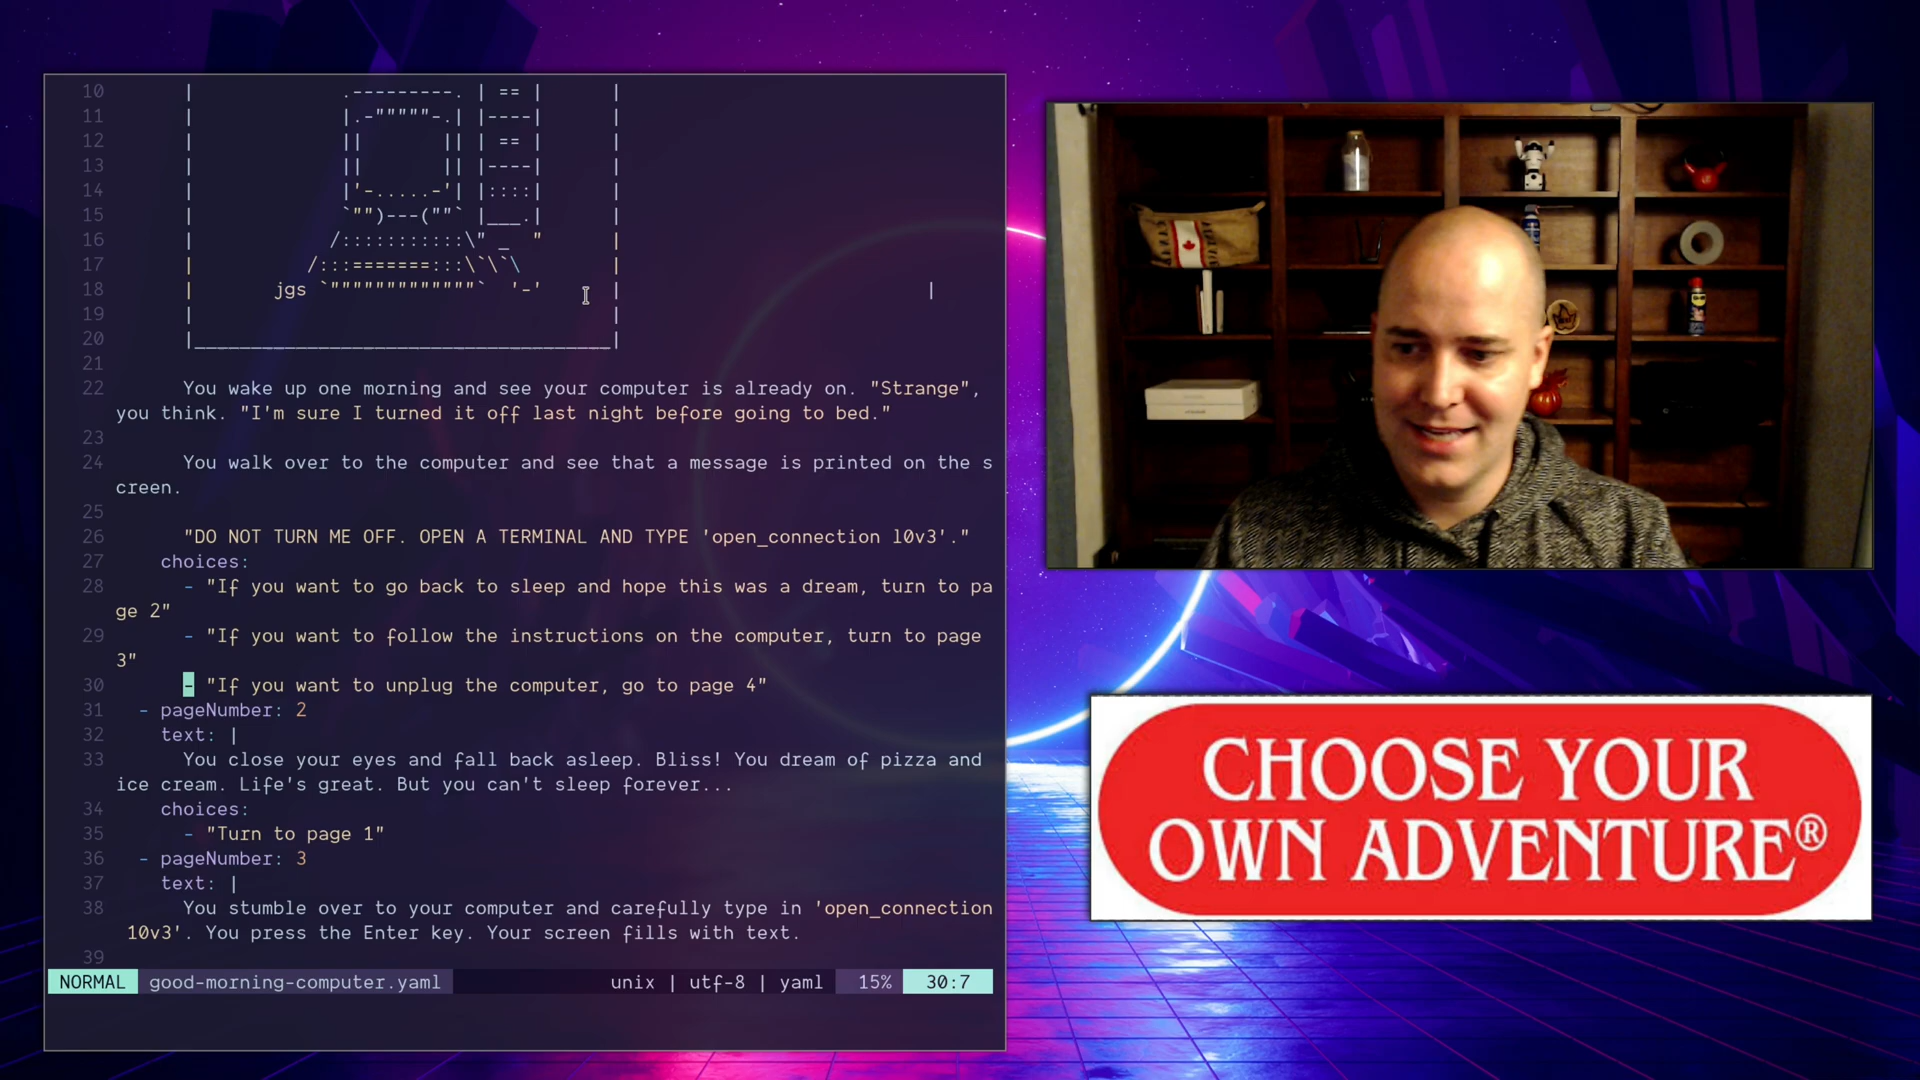 10 | .---------. | == | |
11 | |.-"""""-.| |----| |
12 | || || | == | |
13 | || || |----| |
14 | |'-.....-'| |::::| |
15 | `"")---(""` |___.| |
16 | /:::::::::::\" _ " |
17 | /:::=======:::\`\`\ |
18 | jgs `"""""""""""""` '-' | |
19 | |
20 |_____________________________________|
21
22 You wake up one morning and see your computer is already on. "Strange",
you think. "I'm sure I turned it off last night before going to bed."
23
24 You walk over to the computer and see that a message is printed on the s
creen.
25
26 "DO NOT TURN ME OFF. OPEN A TERMINAL AND TYPE 'open_connection l0v3'."
27 choices:
28 - "If you want to go back to sleep and hope this was a dream, turn to pa
ge 2"
29 - "If you want to follow the instructions on the computer, turn to page
3"
30 - "If you want to unplug the computer, go to page 4"
31 - pageNumber: 2
32 text: |
33 You close your eyes and fall back asleep. Bliss! You dream of pizza and
ice cream. Life's great. But you can't sleep forever...
34 choices:
35 - "Turn to page 1"
36 - pageNumber: 3
37 text: |
38 You stumble over to your computer and carefully type in 'open_connection
l0v3'. You press the Enter key. Your screen fills with text.
39
NORMAL good-morning-computer.yaml unix | utf-8 | yaml 15% 30:7
CHOOSE YOUR
OWN ADVENTURE®